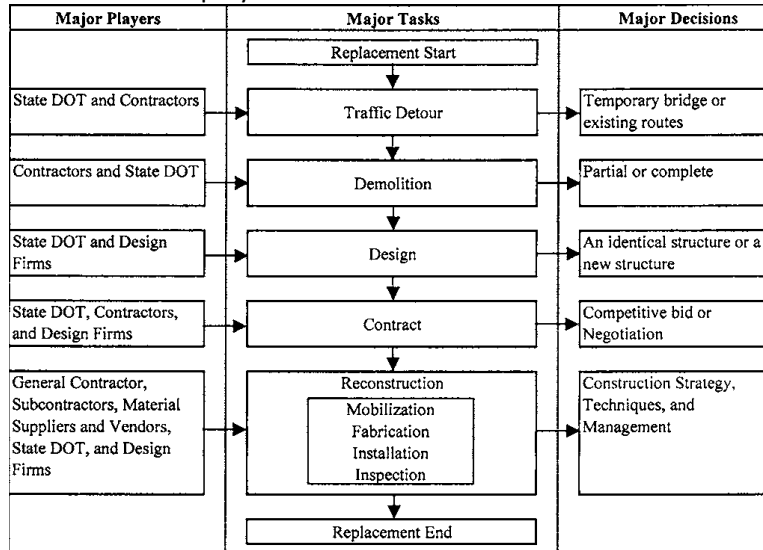 Major Players
Major Tasks
Major Decisions
Replacement Start
State DOT and Contractors
Traffic Detour
Temporary bridge or
existing routes
Contractors and State DOT
Demolition
Partial or complete
State DOT and Design
Firms
Design
An identical structure or a
new structure
State DOT, Contractors,
and Design Firms
Contract
Competitive bid or
Negotiation
General Contractor,
Subcontractors, Material
Suppliers and Vendors,
State DOT, and Design
Firms
Reconstruction
Mobilization
Fabrication
Installation
Inspection
Construction Strategy,
Techniques, and
Management
Replacement End